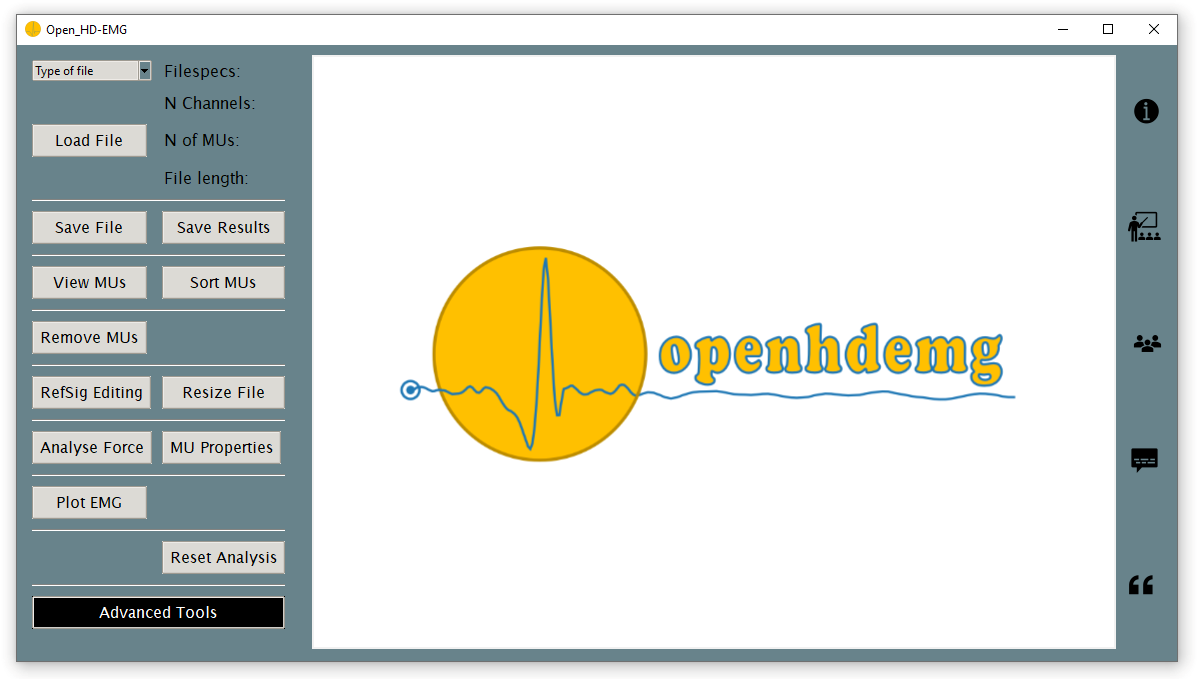 Open_HD-EMG
Type of file
Filespecs:
N Channels:
Load File
N of MUs:
File length:
Save File
Save Results
View MUs
Sort MUs
Remove MUs
RefSig Editing
Resize File
Analyse Force
MU Properties
Plot EMG
Reset Analysis
Advanced Tools
openhdemg